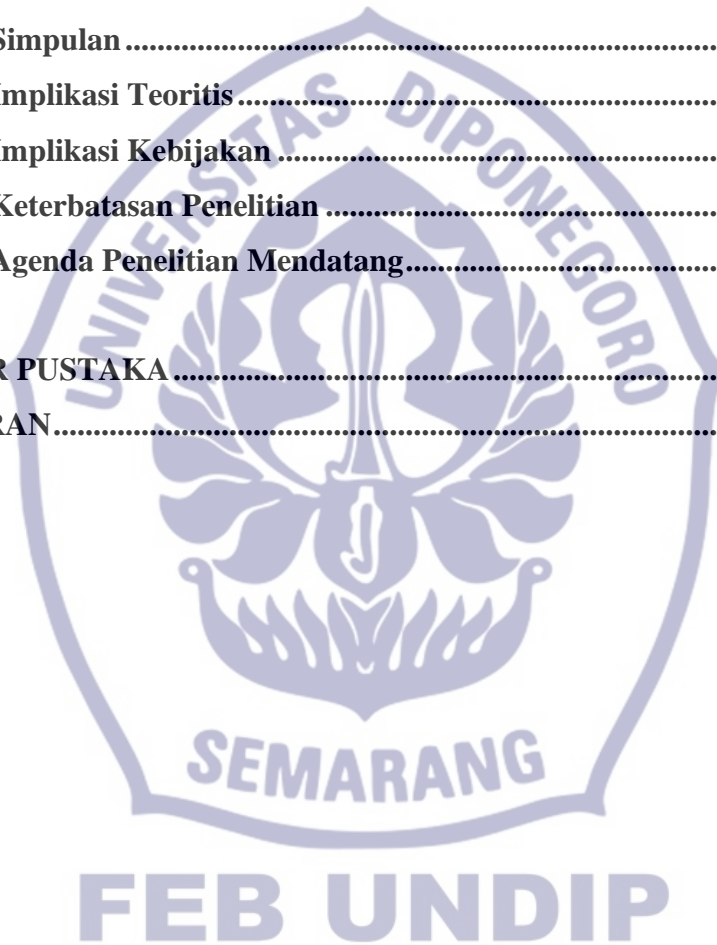 Simpulan ..........................................................................
Implikasi Teoritis ..........................................................................
Implikasi Kebijakan ..........................................................................
Keterbatasan Penelitian ..........................................................................
Agenda Penelitian Mendatang ..........................................................................
R PUSTAKA ..........................................................................
RAN ..........................................................................
UNIVERSITAS DIPONEGORO
SEMARANG
FEB UNDIP